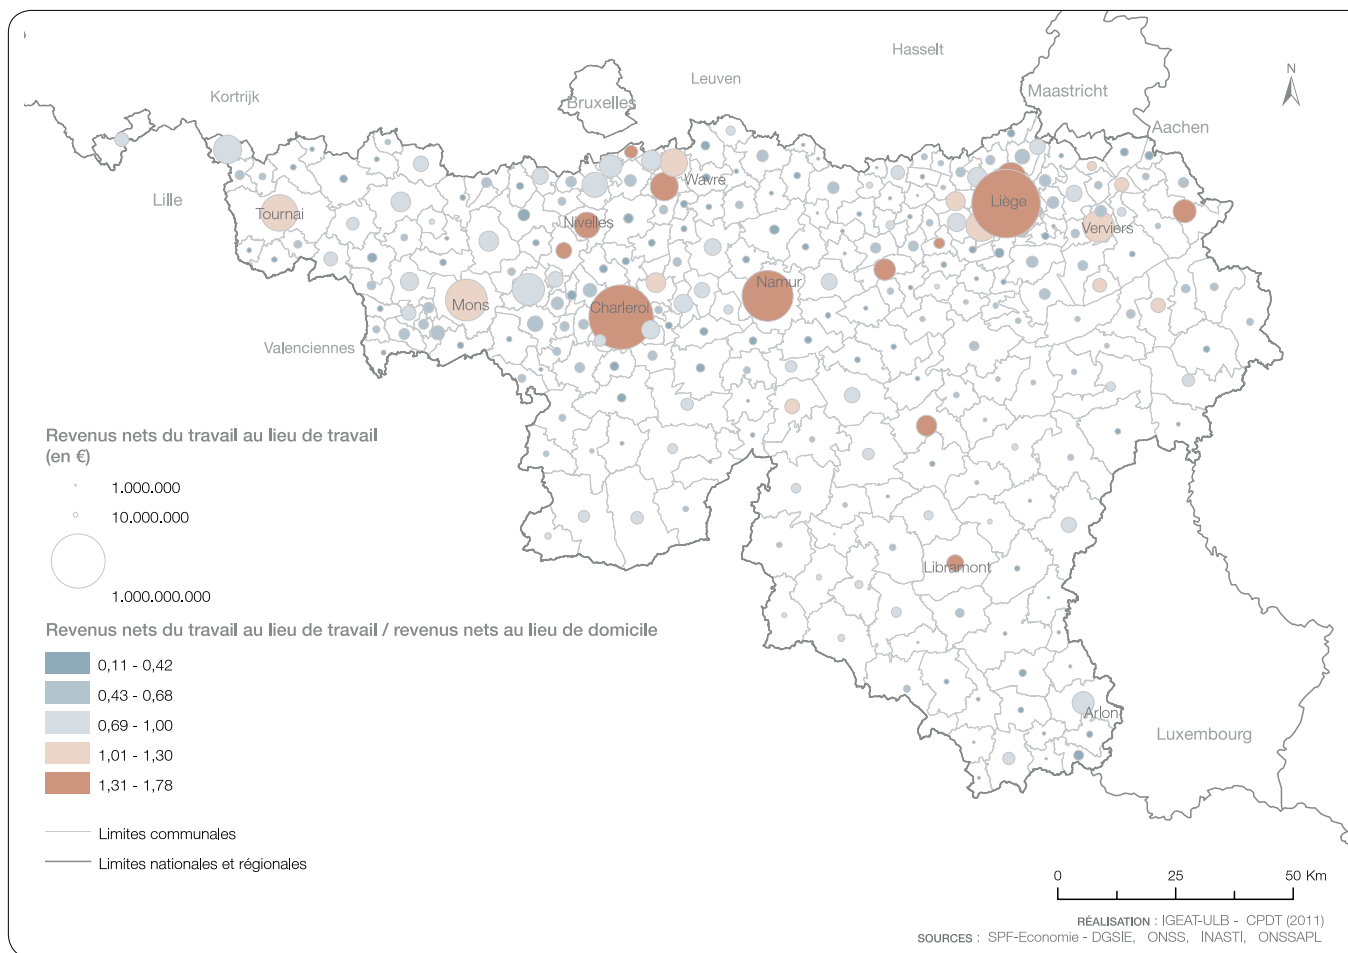 Hasselt
Leuven
N
Kortrijk
Bruxelles
Maastricht
Aachen
Lille
Wavre
Liège
Tournai
Nivelles
Verviers
Namur
Mons
Charleroi
Valenciennes
Revenus nets du travail au lieu de travail
(en €)
1.000.000
10.000.000
1.000.000.000
Libramont
Revenus nets du travail au lieu de travail / revenus nets au lieu de domicile
0,11 - 0,42
0,43 - 0,68
0,69 - 1,00
1,01 - 1,30
1,31 - 1,78
Arlon
Luxembourg
Limites communales
Limites nationales et régionales
0 25 50 Km
RÉALISATION : IGEAT-ULB - CPDT (2011)
SOURCES : SPF-Economie - DGSIE, ONSS, INASTI, ONSSAPL